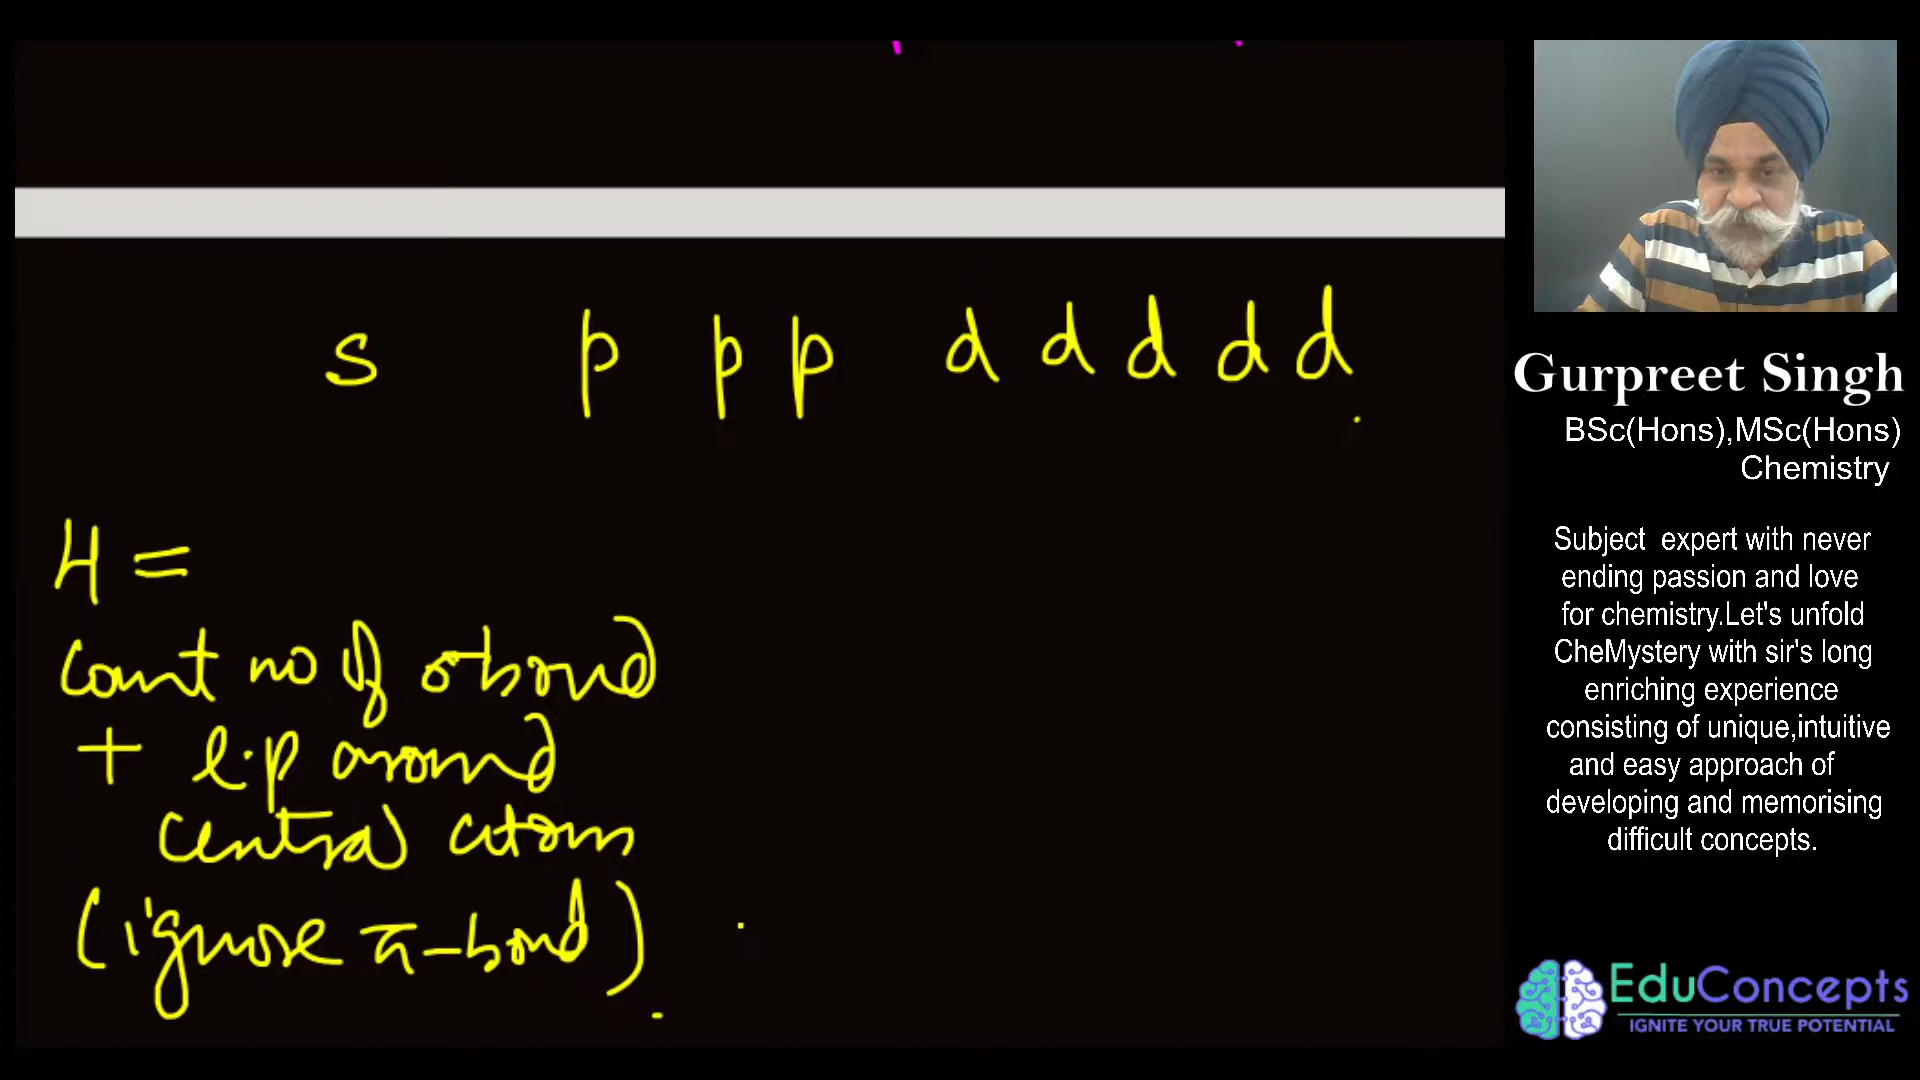 s p p p d d d d d
H =
count no of σ bond
+ l.p around
central atom
(ignore π-bond)
Gurpreet Singh
BSc(Hons),MSc(Hons)
Chemistry
Subject expert with never
ending passion and love
for chemistry.Let's unfold
CheMystery with sir's long
enriching experience
consisting of unique,intuitive
and easy approach of
developing and memorising
difficult concepts.
EduConcepts
IGNITE YOUR TRUE POTENTIAL